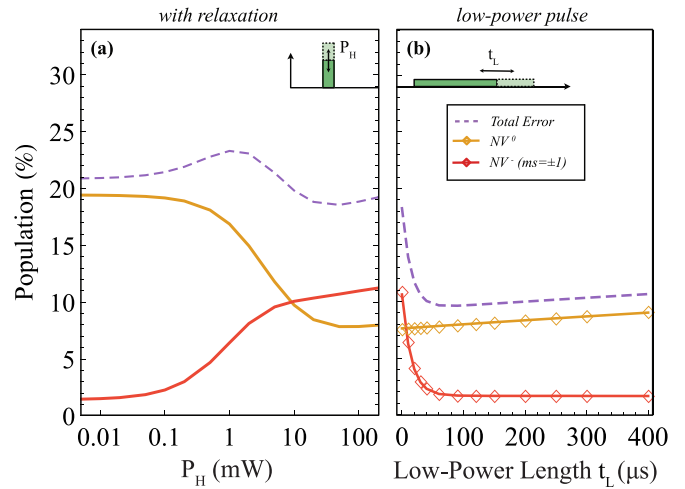 with relaxation
low-power pulse
(a)
P_H
(b)
t_L
Total Error
NV⁰
NV⁻ (ms=±1)
Population (%)
30
25
20
15
10
5
0
0.01
0.1
1
10
100
P_H (mW)
0
100
200
300
400
Low-Power Length t_L (μs)